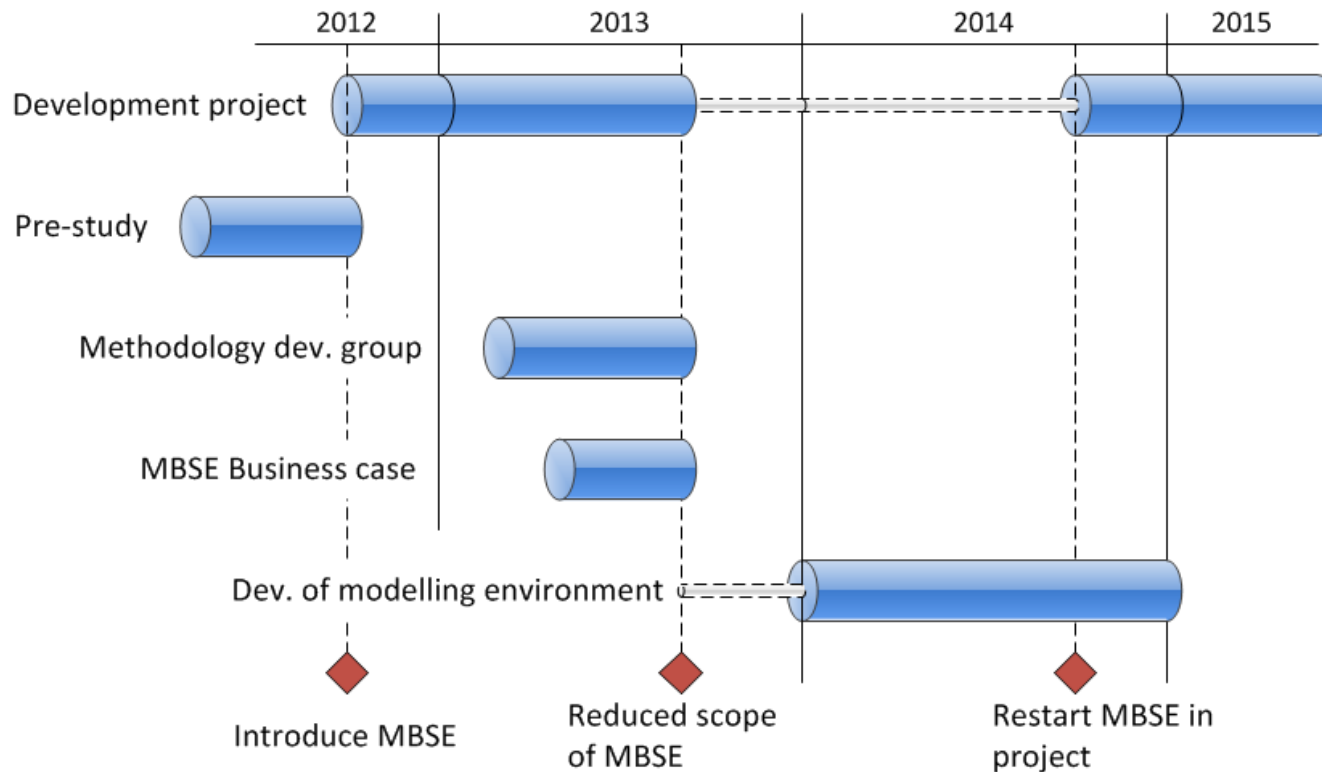 2012 2013 2014 2015
Development project
Pre-study
Methodology dev. group
MBSE Business case
Dev. of modelling environment
Introduce MBSE
Reduced scope
of MBSE
Restart MBSE in
project